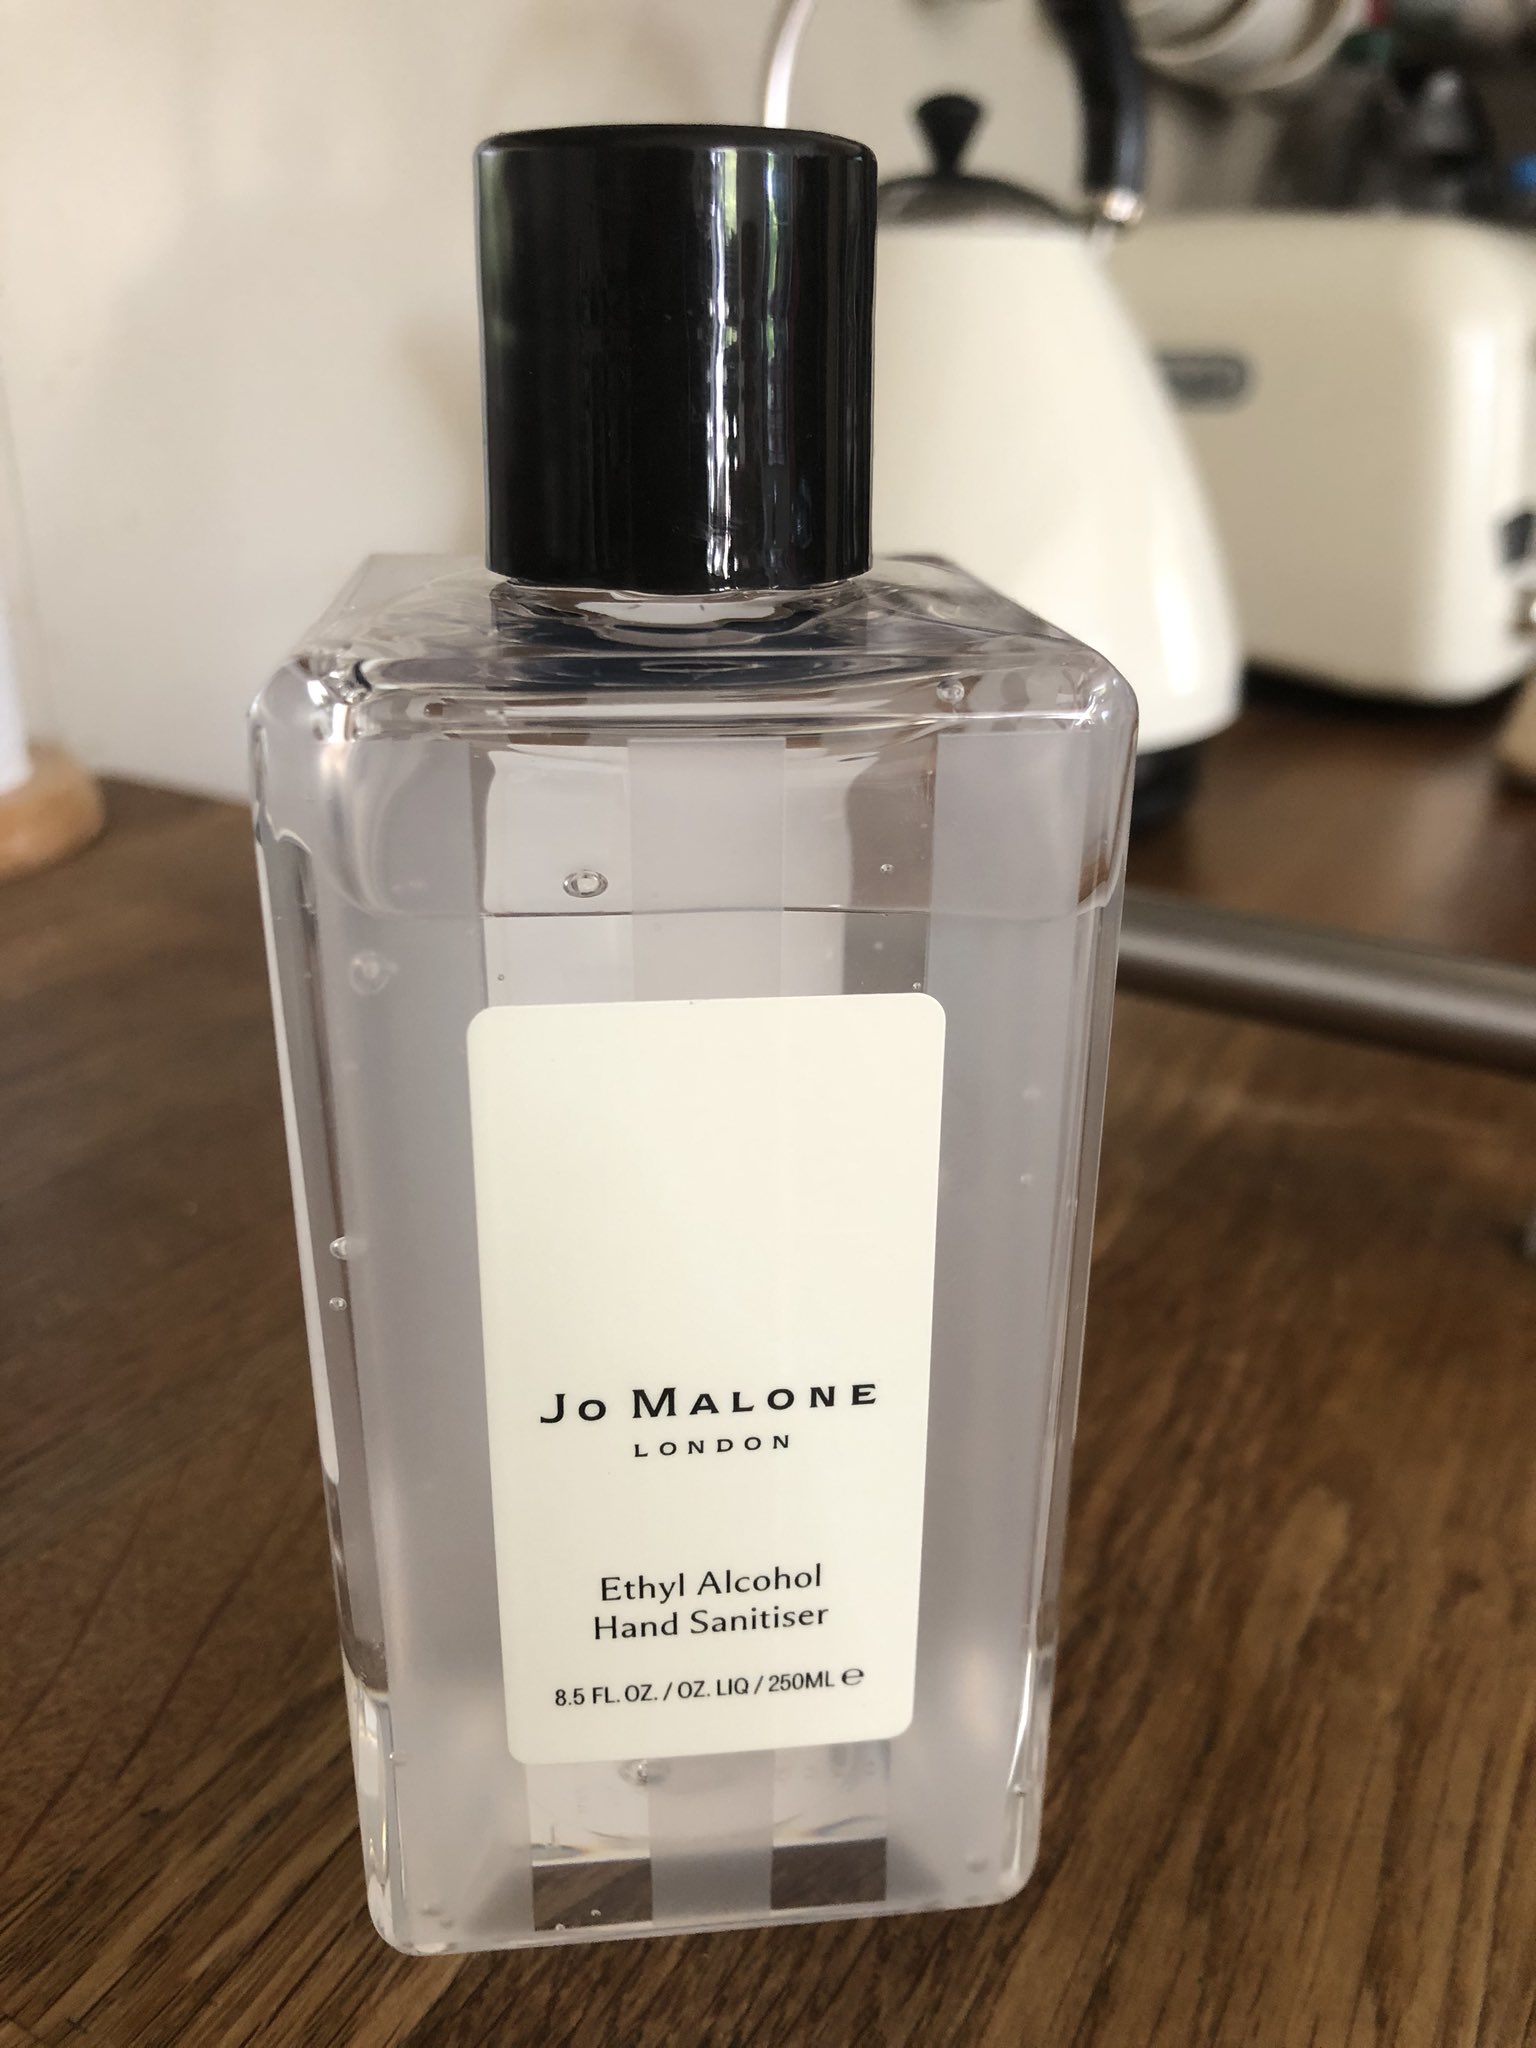 Jo Malone
LONDON
Ethyl Alcohol
Hand Sanitiser
8.5 FL. OZ. / OZ. LIQ / 250ML ℮